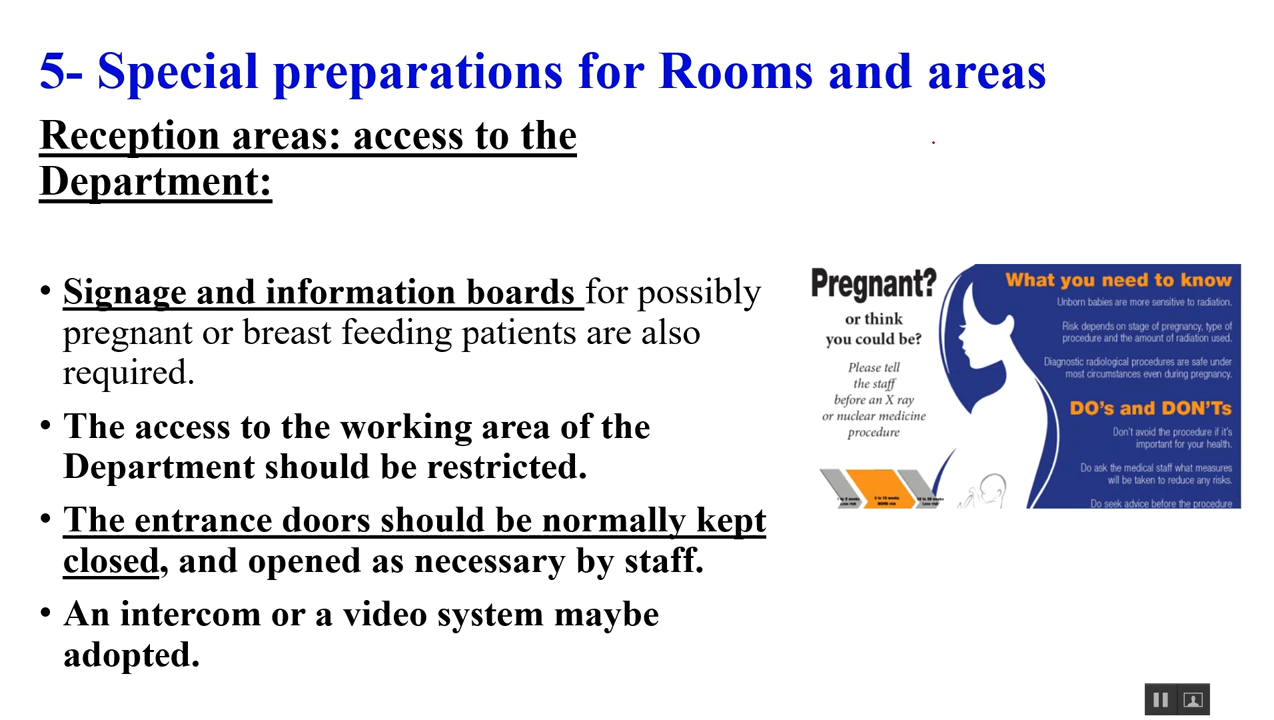 5- Special preparations for Rooms and areas
Reception areas: access to the
Department:
• Signage and information boards for possibly
pregnant or breast feeding patients are also
required.
• The access to the working area of the
Department should be restricted.
• The entrance doors should be normally kept
closed, and opened as necessary by staff.
• An intercom or a video system maybe
adopted.
Pregnant?
or think
you could be?
Please tell
the staff
before an X ray
or nuclear medicine
procedure
What you need to know
Unborn babies are more sensitive to radiation.
Risk depends on stage of pregnancy, type of
procedure and the amount of radiation used.
Diagnostic radiological procedures are safe under
most circumstances even during pregnancy.
DO's and DON'Ts
Don't avoid the procedure if it's
important for your health.
Do ask the medical staff what measures
will be taken to reduce any risks.
Do seek advice before the procedure